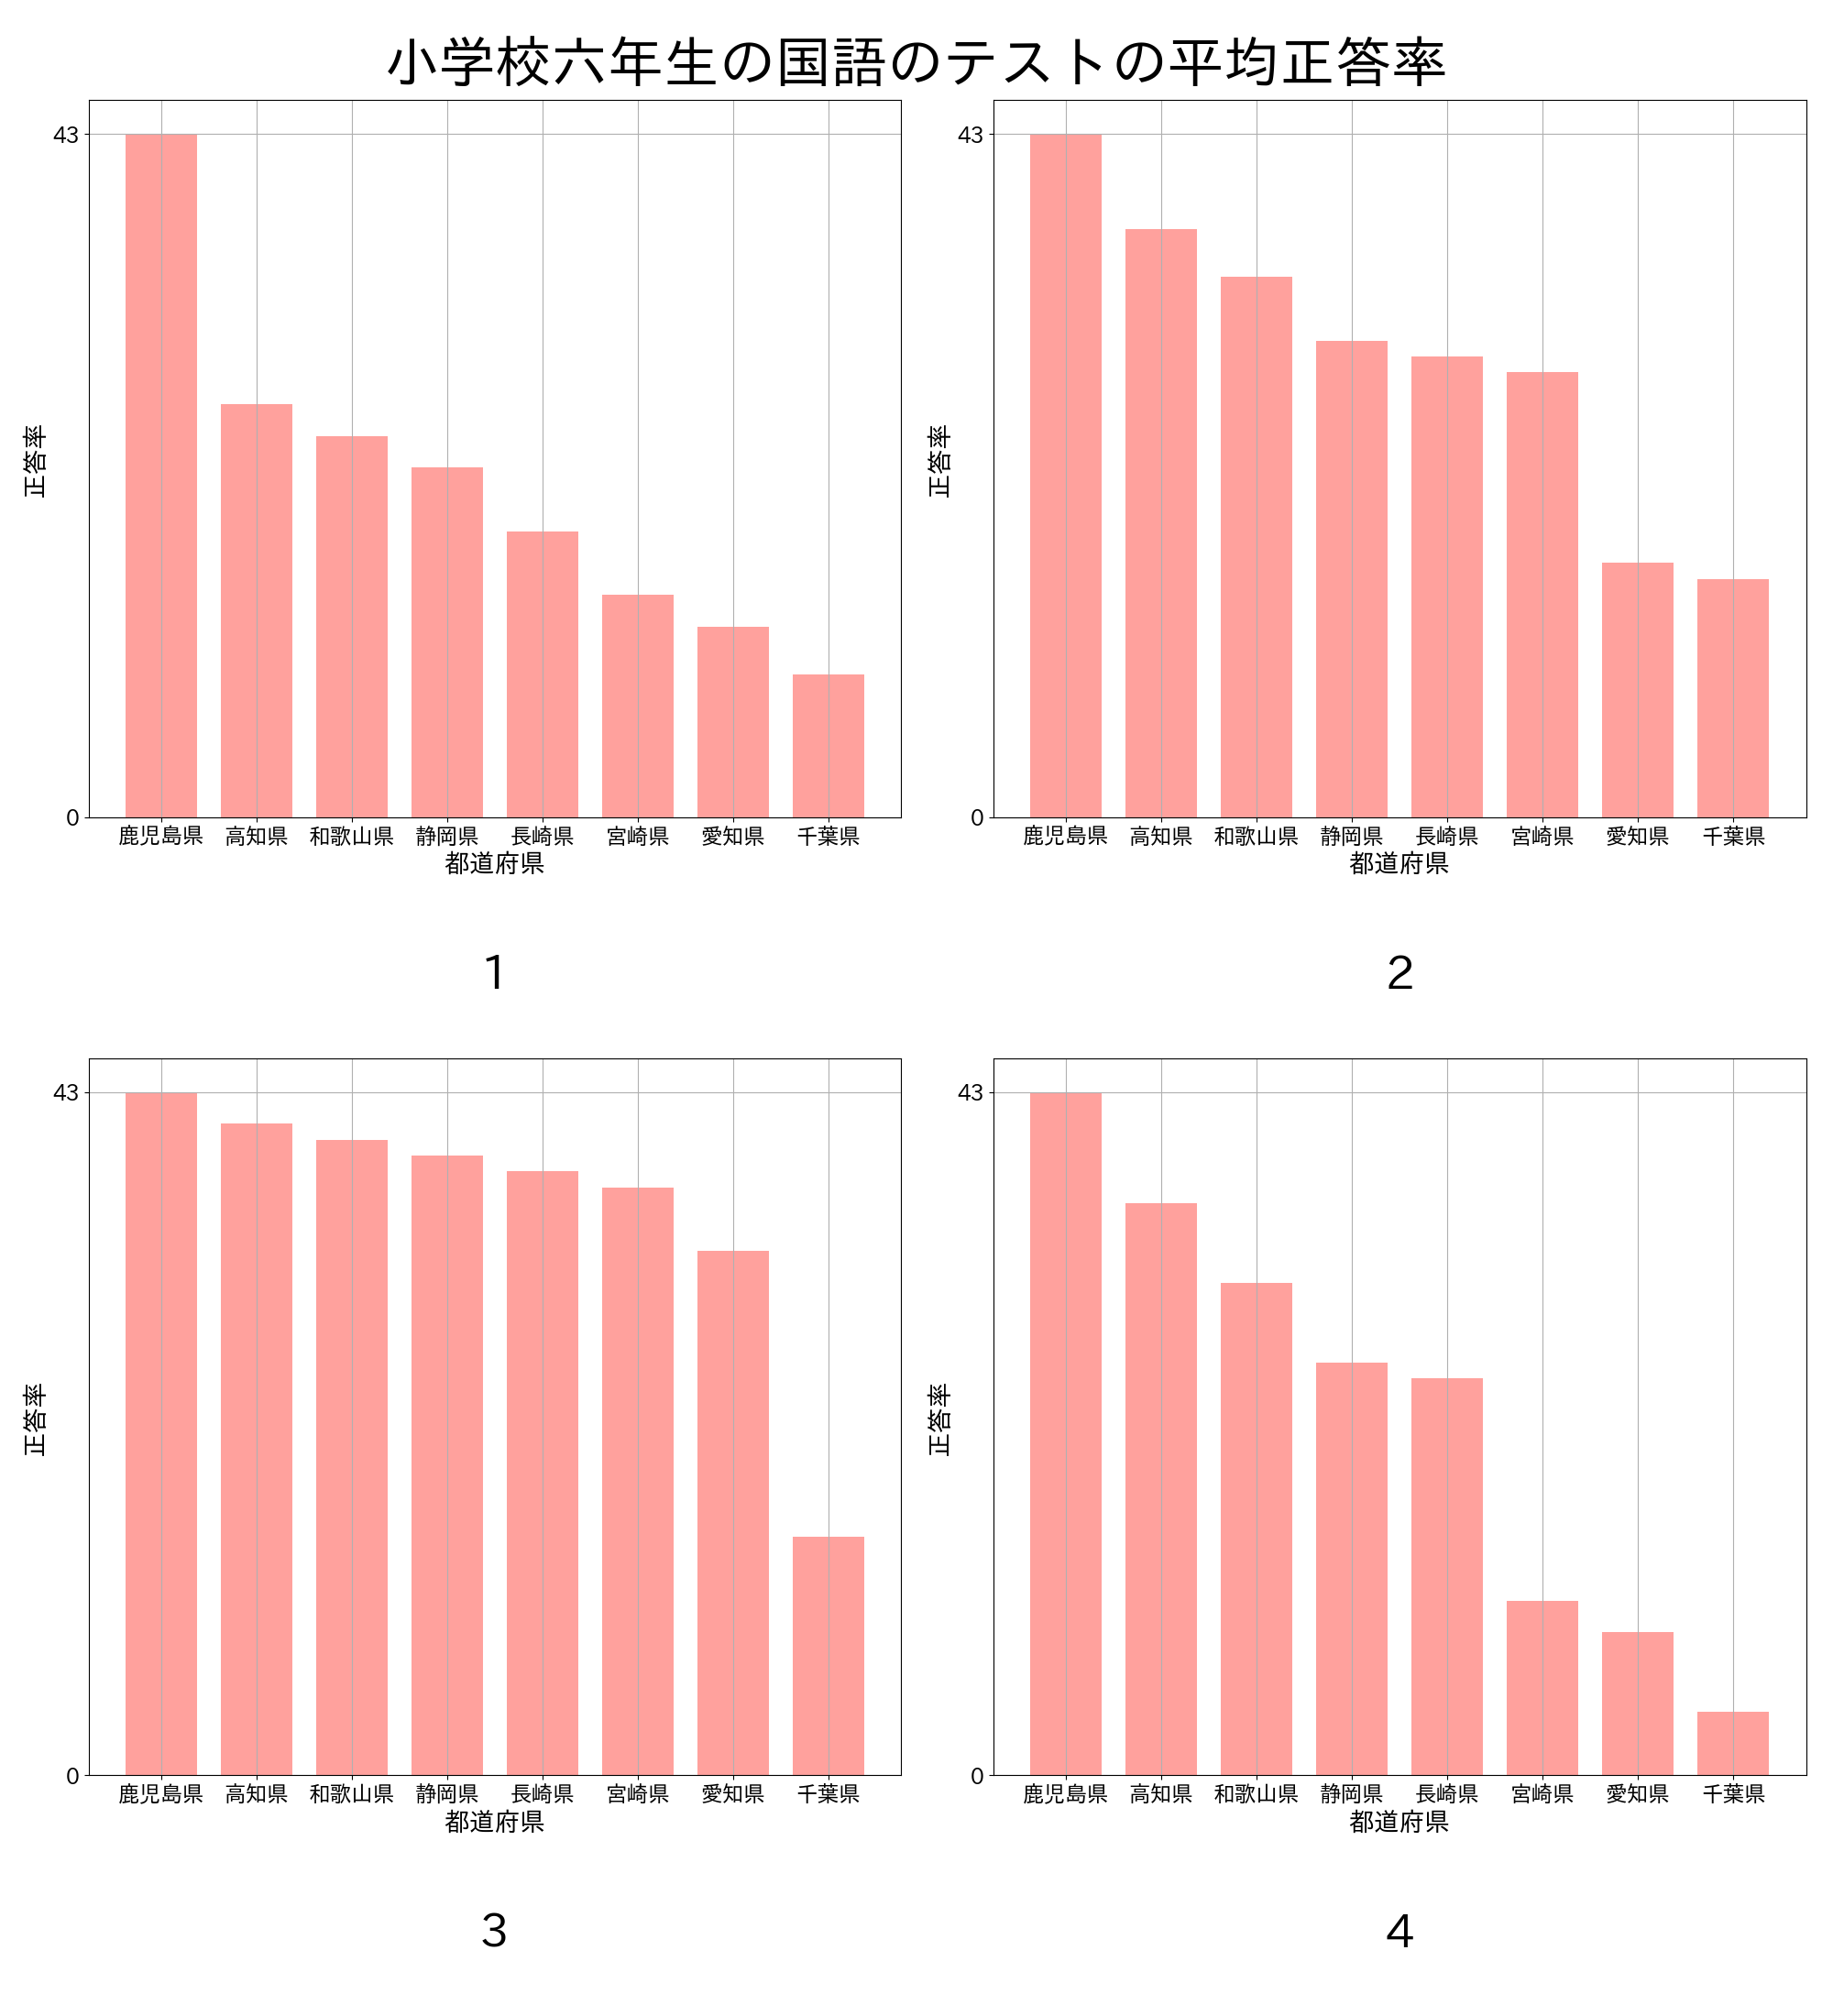 小学校六年生の国語のテストの平均正答率
43
0
正答率
鹿児島県 高知県 和歌山県 静岡県 長崎県 宮崎県 愛知県 千葉県
都道府県
1
43
0
正答率
鹿児島県 高知県 和歌山県 静岡県 長崎県 宮崎県 愛知県 千葉県
都道府県
2
43
0
正答率
鹿児島県 高知県 和歌山県 静岡県 長崎県 宮崎県 愛知県 千葉県
都道府県
3
43
0
正答率
鹿児島県 高知県 和歌山県 静岡県 長崎県 宮崎県 愛知県 千葉県
都道府県
4